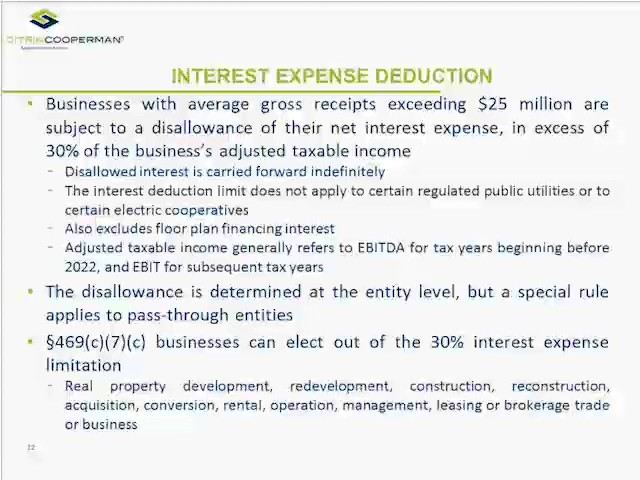 CITRINCOOPERMAN®
INTEREST EXPENSE DEDUCTION
• Businesses with average gross receipts exceeding $25 million are
subject to a disallowance of their net interest expense, in excess of
30% of the business's adjusted taxable income
- Disallowed interest is carried forward indefinitely
- The interest deduction limit does not apply to certain regulated public utilities or to
certain electric cooperatives
- Also excludes floor plan financing interest
- Adjusted taxable income generally refers to EBITDA for tax years beginning before
2022, and EBIT for subsequent tax years
• The disallowance is determined at the entity level, but a special rule
applies to pass-through entities
• §469(c)(7)(c) businesses can elect out of the 30% interest expense
limitation
- Real property development, redevelopment, construction, reconstruction,
acquisition, conversion, rental, operation, management, leasing or brokerage trade
or business